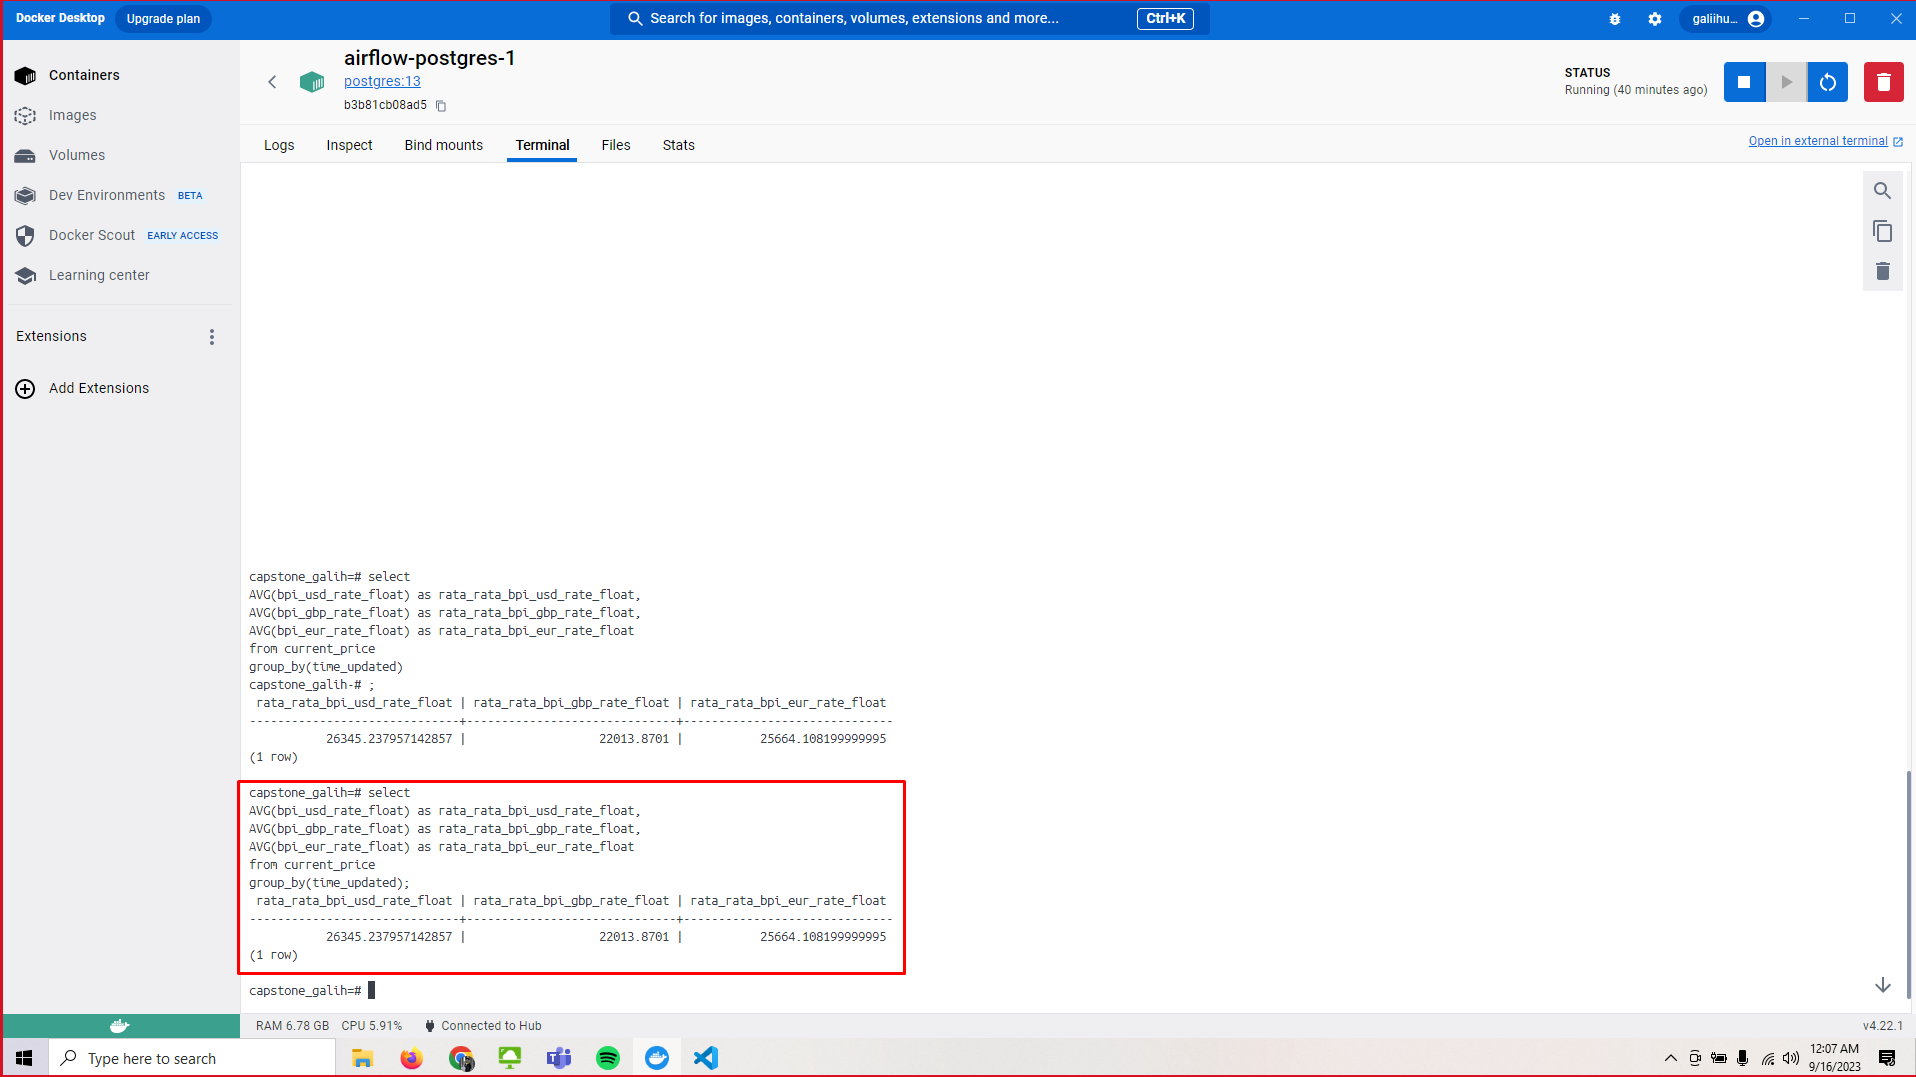 Docker Desktop
Upgrade plan
Search for images, containers, volumes, extensions and more...
Ctrl+K
galiihu...
Containers
Images
Volumes
Dev Environments BETA
Docker Scout EARLY ACCESS
Learning center
Extensions
Add Extensions
airflow-postgres-1
postgres:13
b3b81cb08ad5
STATUS
Running (40 minutes ago)
Logs Inspect Bind mounts Terminal Files Stats
Open in external terminal
capstone_galih=# select
AVG(bpi_usd_rate_float) as rata_rata_bpi_usd_rate_float,
AVG(bpi_gbp_rate_float) as rata_rata_bpi_gbp_rate_float,
AVG(bpi_eur_rate_float) as rata_rata_bpi_eur_rate_float
from current_price
group_by(time_updated)
capstone_galih-# ;
rata_rata_bpi_usd_rate_float | rata_rata_bpi_gbp_rate_float | rata_rata_bpi_eur_rate_float
------------------------------+------------------------------+------------------------------
26345.237957142857 | 22013.8701 | 25664.108199999995
(1 row)
capstone_galih=# select
AVG(bpi_usd_rate_float) as rata_rata_bpi_usd_rate_float,
AVG(bpi_gbp_rate_float) as rata_rata_bpi_gbp_rate_float,
AVG(bpi_eur_rate_float) as rata_rata_bpi_eur_rate_float
from current_price
group_by(time_updated);
rata_rata_bpi_usd_rate_float | rata_rata_bpi_gbp_rate_float | rata_rata_bpi_eur_rate_float
------------------------------+------------------------------+------------------------------
26345.237957142857 | 22013.8701 | 25664.108199999995
(1 row)
capstone_galih=#
RAM 6.78 GB CPU 5.91% Connected to Hub
v4.22.1
Type here to search
12:07 AM
9/16/2023